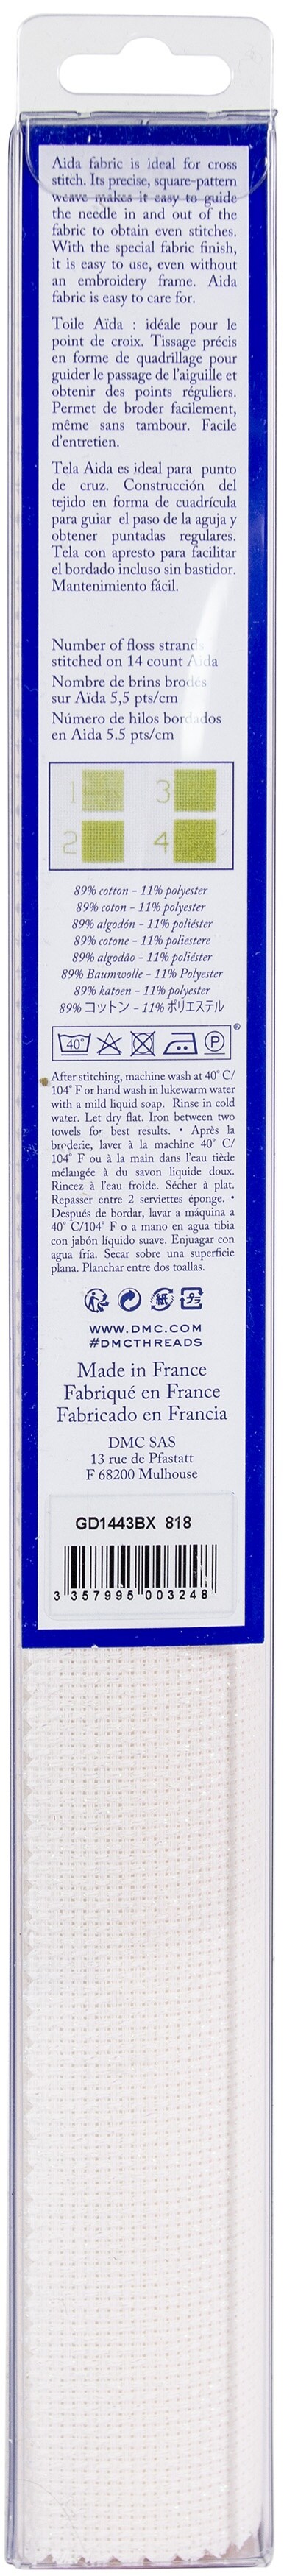 Aida fabric is ideal for cross
stitch. Its precise, square-pattern
weave makes it easy to guide
the needle in and out of the
fabric to obtain even stitches.
With the special fabric finish,
it is easy to use, even without
an embroidery frame. Aida
fabric is easy to care for.
Toile Aïda : idéale pour le
point de croix. Tissage précis
en forme de quadrillage pour
guider le passage de l'aiguille et
obtenir des points réguliers.
Permet de broder facilement,
même sans tambour. Facile
d'entretien.
Tela Aida es ideal para punto
de cruz. Construcción del
tejido en forma de cuadrícula
para guiar el paso de la aguja y
obtener puntadas regulares.
Tela con apresto para facilitar
el bordado incluso sin bastidor.
Mantenimiento fácil.
Number of floss strands
stitched on 14 count Aida
Nombre de brins brodés
sur Aïda 5,5 pts/cm
Número de hilos bordados
en Aida 5.5 pts/cm
1 3
2 4
89% cotton - 11% polyester
89% coton - 11% polyester
89% algodón - 11% poliéster
89% cotone - 11% poliestere
89% algodão - 11% poliéster
89% Baumwolle - 11% Polyester
89% katoen - 11% polyester
89% コットン - 11% ポリエステル
40° P ®
After stitching, machine wash at 40° C/
104° F or hand wash in lukewarm water
with a mild liquid soap. Rinse in cold
water. Let dry flat. Iron between two
towels for best results. • Après la
broderie, laver à la machine 40° C/
104° F ou à la main dans l'eau tiède
mélangée à du savon liquide doux.
Rincez à l'eau froide. Sécher à plat.
Repasser entre 2 serviettes éponge. •
Después de bordar, lavar a máquina a
40° C/104° F o a mano en agua tibia
con jabón líquido suave. Enjuagar con
agua fría. Secar sobre una superficie
plana. Planchar entre dos toallas.
紙 プラ
WWW.DMC.COM
#DMCTHREADS
Made in France
Fabriqué en France
Fabricado en Francia
DMC SAS
13 rue de Pfastatt
F 68200 Mulhouse
GD1443BX 818
3 357995 003248